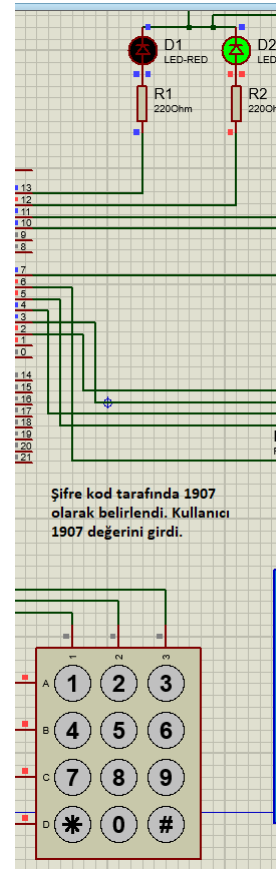 D1
LED-RED
D2
LED
R1
220Ohm
R2
220Oh
13
12
11
10
9
8
7
6
5
4
3
2
1
0
14
15
16
17
18
19
20
21
Şifre kod tarafında 1907
olarak belirlendi. Kullanıcı
1907 değerini girdi.
1 2 3
A 1 2 3
B 4 5 6
C 7 8 9
D * 0 #